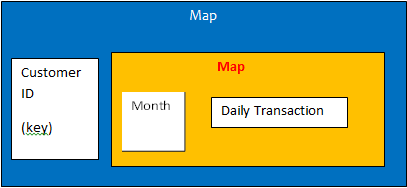 Map
Customer
ID
(key)
Map
Month
Daily Transaction